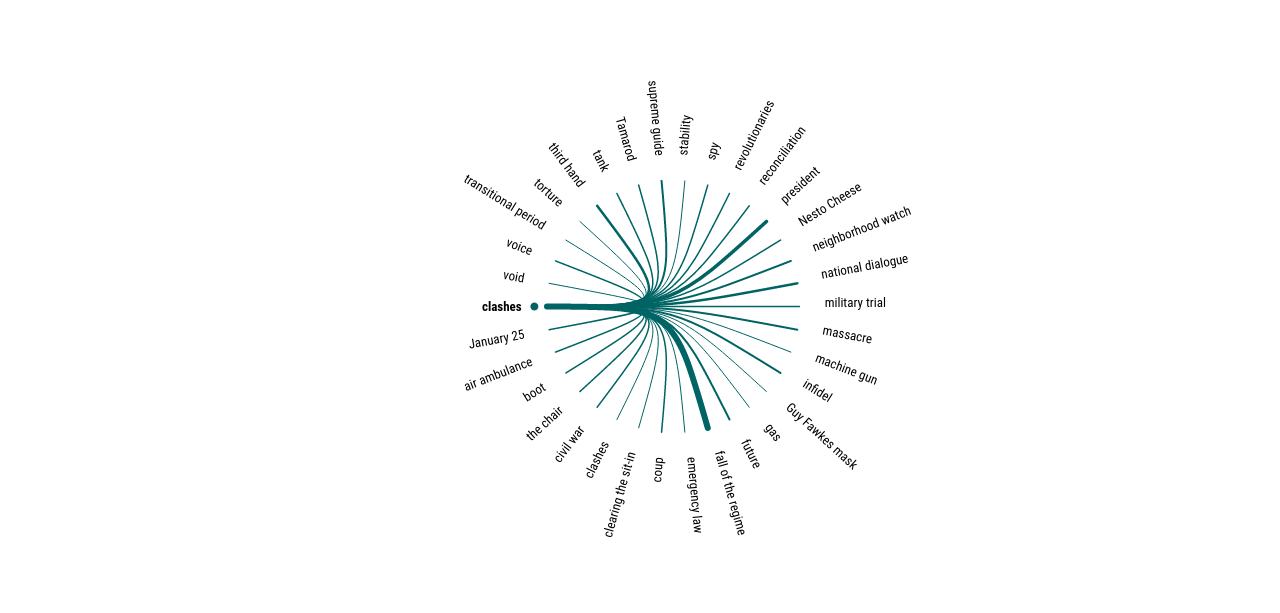 clashes
void
voice
transitional period
torture
third hand
tank
Tamarod
supreme guide
stability
spy
revolutionaries
reconciliation
president
Nesto Cheese
neighborhood watch
national dialogue
military trial
massacre
machine gun
infidel
Guy Fawkes mask
gas
future
fall of the regime
emergency law
coup
clearing the sit-in
clashes
civil war
the chair
boot
air ambulance
January 25